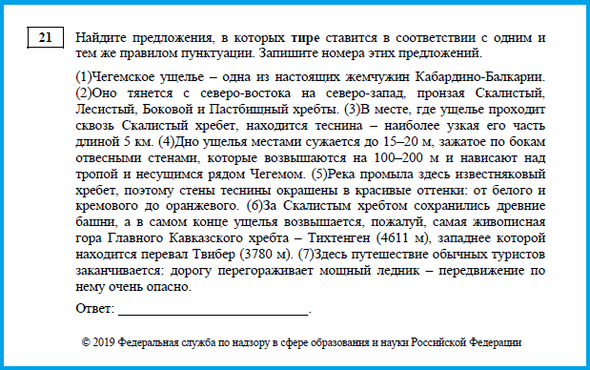 21 Найдите предложения, в которых тире ставится в соответствии с одним и
тем же правилом пунктуации. Запишите номера этих предложений.
(1)Чегемское ущелье – одна из настоящих жемчужин Кабардино-Балкарии.
(2)Оно тянется с северо-востока на северо-запад, пронзая Скалистый,
Лесистый, Боковой и Пастбищный хребты. (3)В месте, где ущелье проходит
сквозь Скалистый хребет, находится теснина – наиболее узкая его часть
длиной 5 км. (4)Дно ущелья местами сужается до 15–20 м, зажатое по бокам
отвесными стенами, которые возвышаются на 100–200 м и нависают над
тропой и несущимся рядом Чегемом. (5)Река промыла здесь известняковый
хребет, поэтому стены теснины окрашены в красивые оттенки: от белого и
кремового до оранжевого. (6)За Скалистым хребтом сохранились древние
башни, а в самом конце ущелья возвышается, пожалуй, самая живописная
гора Главного Кавказского хребта – Тихтенген (4611 м), западнее которой
находится перевал Твибер (3780 м). (7)Здесь путешествие обычных туристов
заканчивается: дорогу перегораживает мощный ледник – передвижение по
нему очень опасно.
Ответ: ___________________________.
© 2019 Федеральная служба по надзору в сфере образования и науки Российской Федерации